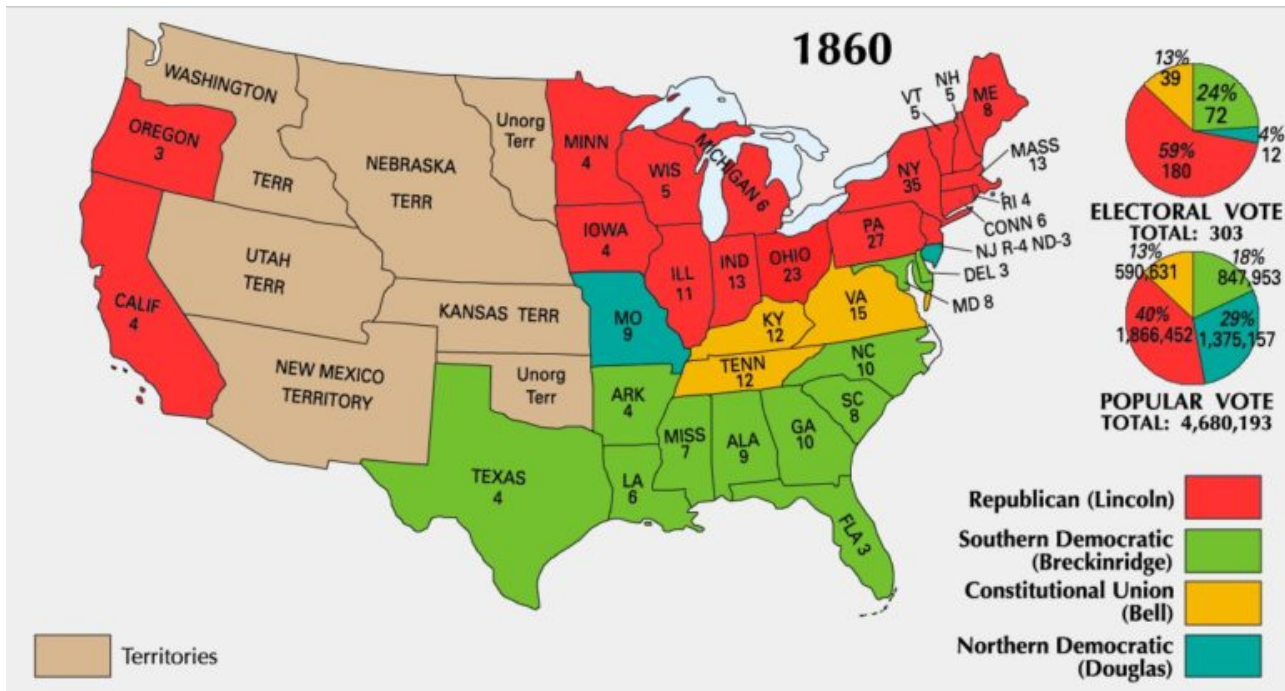 1860
WASHINGTON
TERR
OREGON
3
CALIF
4
UTAH
TERR
NEBRASKA
TERR
Unorg
Terr
KANSAS TERR
NEW MEXICO
TERRITORY
Unorg
Terr
TEXAS
4
MINN
4
IOWA
4
MO
9
ARK
4
LA
6
WIS
5
MICHIGAN 6
ILL
11
IND
13
OHIO
23
KY
12
TENN
12
MISS
7
ALA
9
GA
10
FLA 3
SC
8
NC
10
VA
15
PA
27
NY
35
VT
5
NH
5
ME
8
MASS
13
RI 4
CONN 6
NJ R-4 ND-3
DEL 3
MD 8
13%
39
24%
72
4%
12
59%
180
ELECTORAL VOTE
TOTAL: 303
13%
590,631
18%
847,953
40%
1,866,452
29%
1,375,157
POPULAR VOTE
TOTAL: 4,680,193
Republican (Lincoln)
Southern Democratic
(Breckinridge)
Constitutional Union
(Bell)
Northern Democratic
(Douglas)
Territories